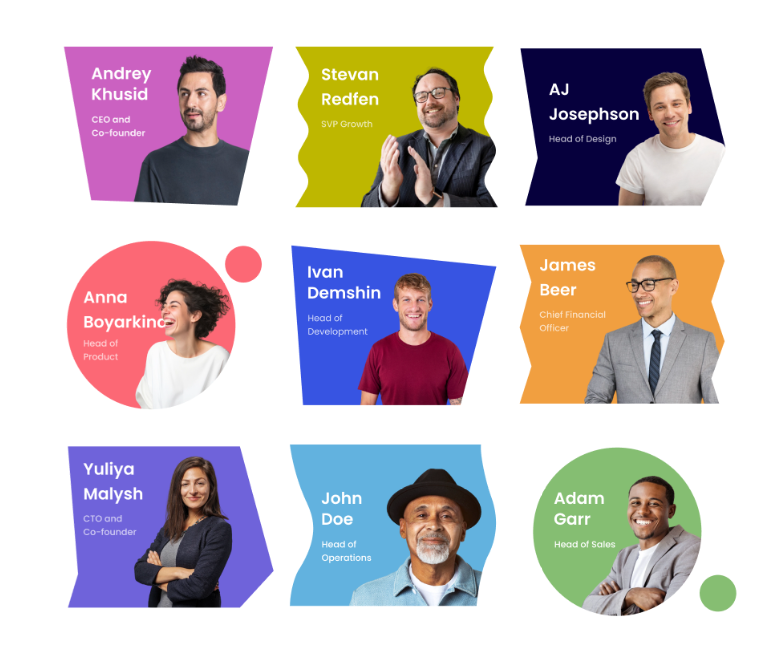 Andrey
Khusid
CEO and
Co-founder
Stevan
Redfen
SVP Growth
AJ
Josephson
Head of Design
Anna
Boyarkina
Head of
Product
Ivan
Demshin
Head of
Development
James
Beer
Chief Financial
Officer
Yuliya
Malysh
CTO and
Co-founder
John
Doe
Head of
Operations
Adam
Garr
Head of Sales